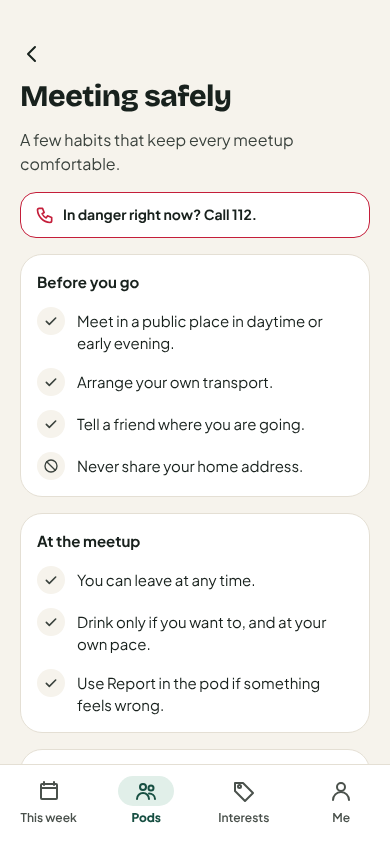 Meeting safely
A few habits that keep every meetup
comfortable.
In danger right now? Call 112.
Before you go
Meet in a public place in daytime or
early evening.
Arrange your own transport.
Tell a friend where you are going.
Never share your home address.
At the meetup
You can leave at any time.
Drink only if you want to, and at your
own pace.
Use Report in the pod if something
feels wrong.
This week
Pods
Interests
Me